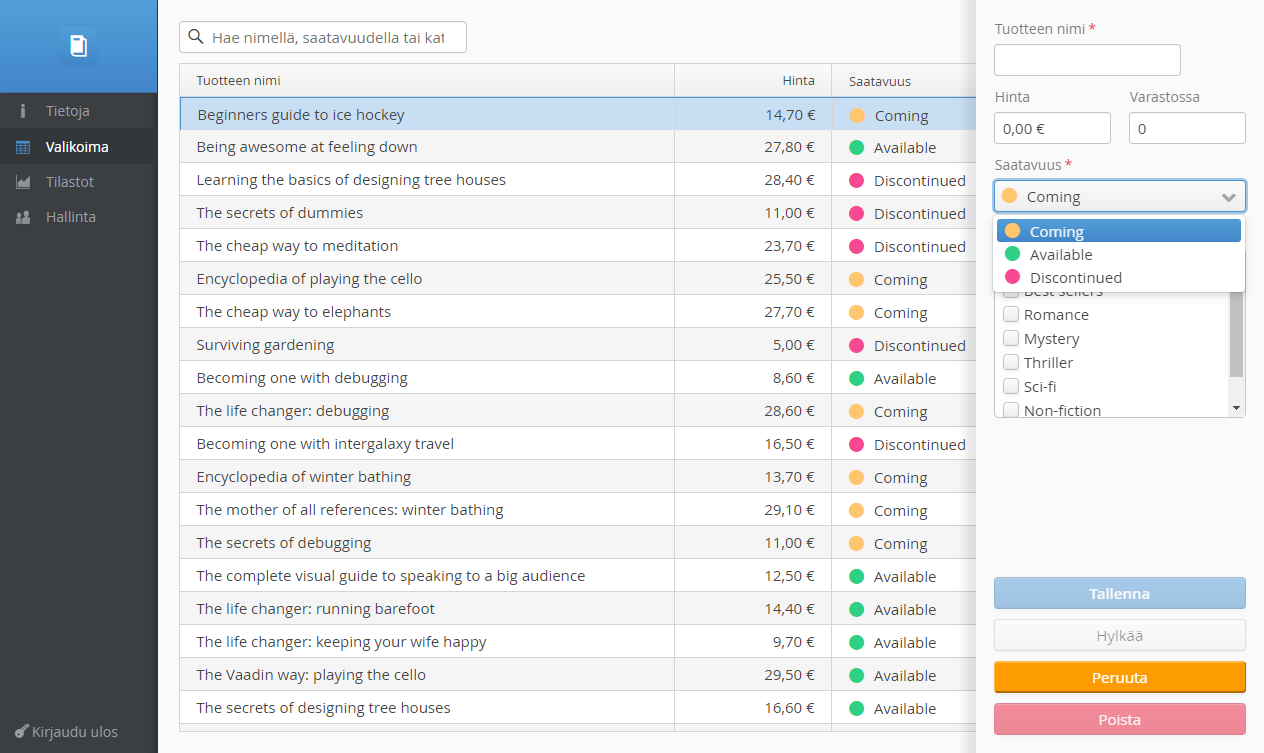 Tietoja
Valikoima
Tilastot
Hallinta
Kirjaudu ulos
Hae nimellä, saatavuudella tai kat
Tuotteen nimi Hinta Saatavuus
Beginners guide to ice hockey 14,70 € Coming
Being awesome at feeling down 27,80 € Available
Learning the basics of designing tree houses 28,40 € Discontinued
The secrets of dummies 11,00 € Discontinued
The cheap way to meditation 23,70 € Discontinued
Encyclopedia of playing the cello 25,50 € Coming
The cheap way to elephants 27,70 € Coming
Surviving gardening 5,00 € Discontinued
Becoming one with debugging 8,60 € Available
The life changer: debugging 28,60 € Coming
Becoming one with intergalaxy travel 16,50 € Discontinued
Encyclopedia of winter bathing 13,70 € Coming
The mother of all references: winter bathing 29,10 € Coming
The secrets of debugging 11,00 € Coming
The complete visual guide to speaking to a big audience 12,50 € Available
The life changer: running barefoot 14,40 € Available
The life changer: keeping your wife happy 9,70 € Available
The Vaadin way: playing the cello 29,50 € Available
The secrets of designing tree houses 16,60 € Available
Tuotteen nimi *
Hinta Varastossa
0,00 € 0
Saatavuus *
Coming
Coming
Available
Discontinued
Best sellers
Romance
Mystery
Thriller
Sci-fi
Non-fiction
Tallenna
Hylkää
Peruuta
Poista